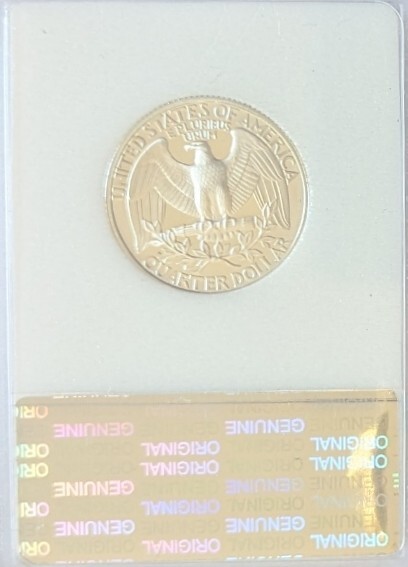 UNITED STATES OF AMERICA
E PLURIBUS
UNUM
QUARTER DOLLAR
GENUINE GENUINE
ORIGINAL ORIGINAL
ORIGINAL ORIGINAL
GENUINE GENUINE
GENUINE GENUINE
ORIGINAL ORIGINAL